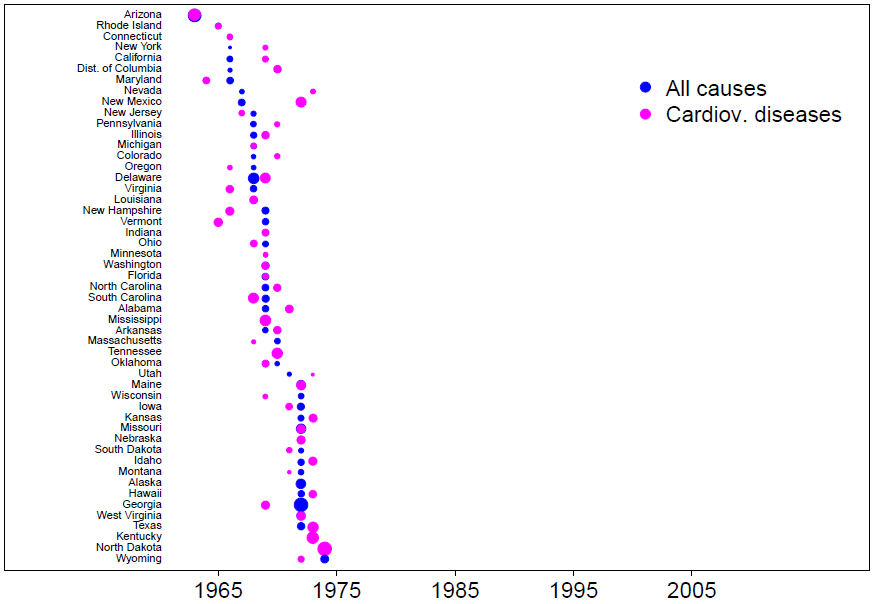 Arizona
Rhode Island
Connecticut
New York
California
Dist. of Columbia
Maryland
Nevada
New Mexico
New Jersey
Pennsylvania
Illinois
Michigan
Colorado
Oregon
Delaware
Virginia
Louisiana
New Hampshire
Vermont
Indiana
Ohio
Minnesota
Washington
Florida
North Carolina
South Carolina
Alabama
Mississippi
Arkansas
Massachusetts
Tennessee
Oklahoma
Utah
Maine
Wisconsin
Iowa
Kansas
Missouri
Nebraska
South Dakota
Idaho
Montana
Alaska
Hawaii
Georgia
West Virginia
Texas
Kentucky
North Dakota
Wyoming
All causes
Cardiov. diseases
1965 1975 1985 1995 2005